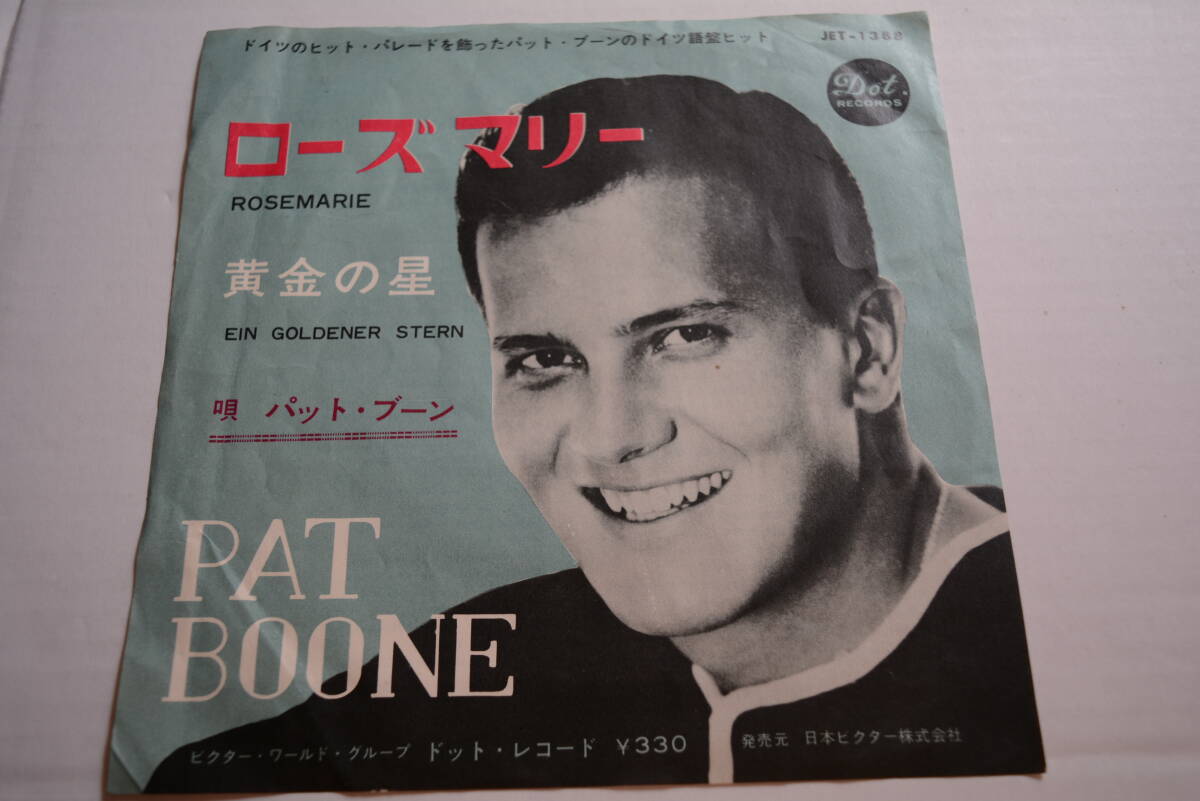 ドイツのヒット・パレードを飾ったパット・ブーンのドイツ語盤ヒット
JET-1388
Dot.
RECORDS
ローズマリー
ROSEMARIE
黄金の星
EIN GOLDENER STERN
唄 パット・ブーン
PAT
BOONE
ビクター・ワールド・グループ ドット・レコード ¥330
発売元 日本ビクター株式会社